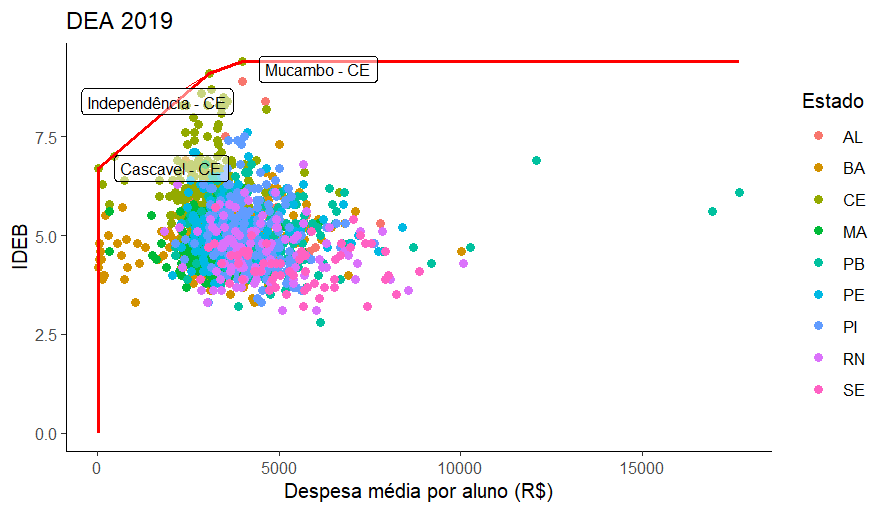 DEA 2019
Mucambo - CE
Independência - CE
Cascavel - CE
IDEB
7.5
5.0
2.5
0.0
0
5000
10000
15000
Despesa média por aluno (R$)
Estado
AL
BA
CE
MA
PB
PE
PI
RN
SE